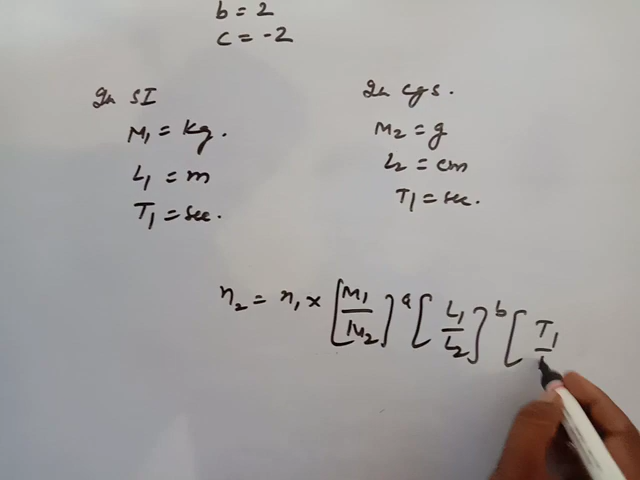 b = 2
c = -2
In SI
M₁ = kg.
L₁ = m
T₁ = sec.
In cgs.
M₂ = g
L₂ = cm
T₁ = sec.
n₂ = n₁ × [M₁/M₂]ᵃ [L₁/L₂]ᵇ [T₁/